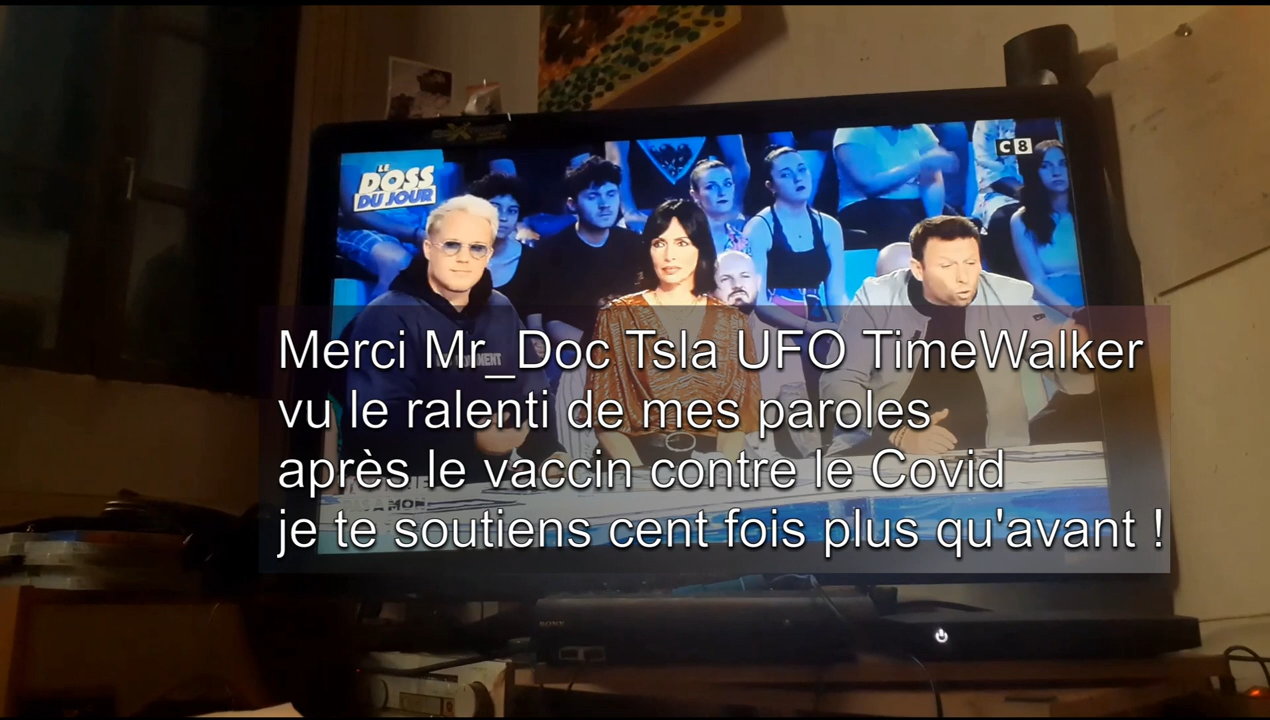 C8
LE
DOSS
DU JOUR
Merci Mr_Doc Tsla UFO TimeWalker
vu le ralenti de mes paroles
après le vaccin contre le Covid
je te soutiens cent fois plus qu'avant !
SONY